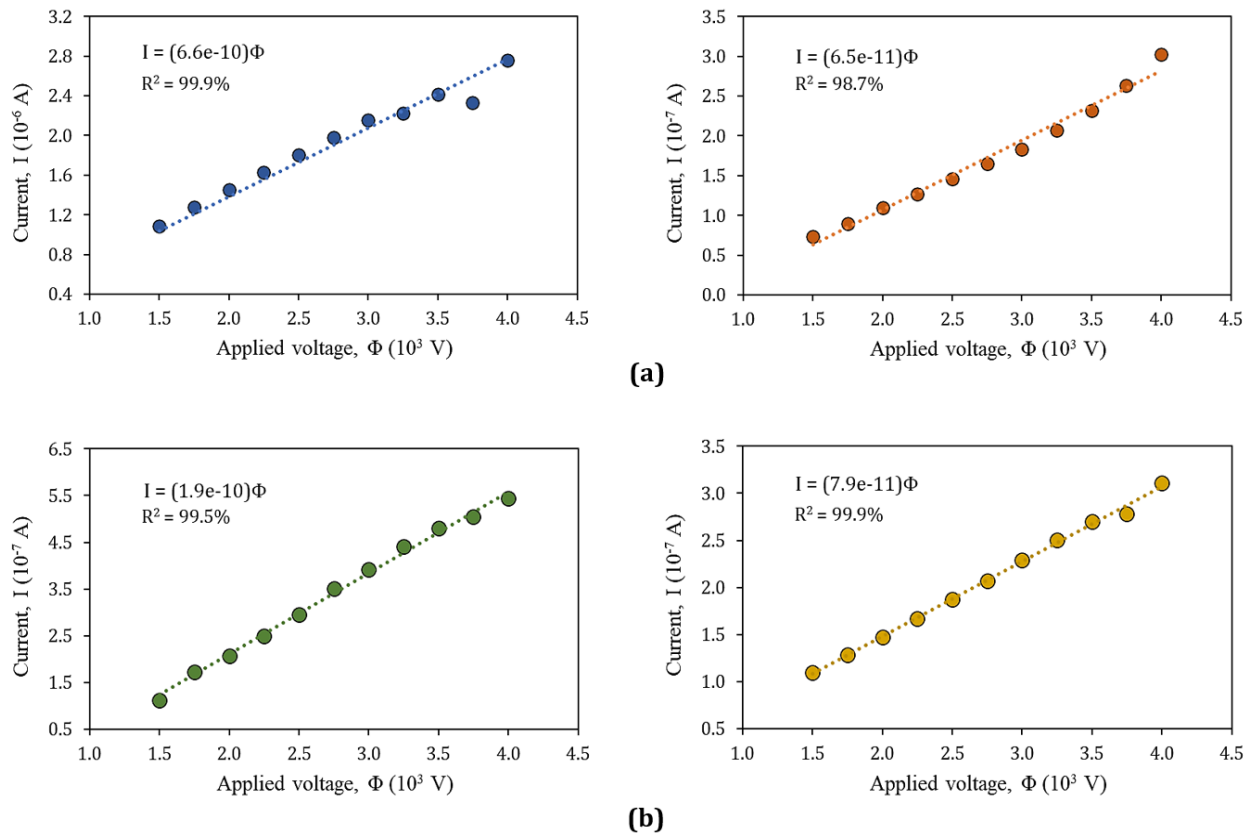 I = (6.6e-10)Φ
R² = 99.9%
Current, I (10⁻⁶ A)
3.2
2.8
2.4
2.0
1.6
1.2
0.8
0.4
1.0 1.5 2.0 2.5 3.0 3.5 4.0 4.5
Applied voltage, Φ (10³ V)
I = (6.5e-11)Φ
R² = 98.7%
Current, I (10⁻⁷ A)
3.5
3.0
2.5
2.0
1.5
1.0
0.5
0.0
1.0 1.5 2.0 2.5 3.0 3.5 4.0 4.5
Applied voltage, Φ (10³ V)
(a)
I = (1.9e-10)Φ
R² = 99.5%
Current, I (10⁻⁷ A)
6.5
5.5
4.5
3.5
2.5
1.5
0.5
1.0 1.5 2.0 2.5 3.0 3.5 4.0 4.5
Applied voltage, Φ (10³ V)
I = (7.9e-11)Φ
R² = 99.9%
Current, I (10⁻⁷ A)
3.5
3.0
2.5
2.0
1.5
1.0
0.5
1.0 1.5 2.0 2.5 3.0 3.5 4.0 4.5
Applied voltage, Φ (10³ V)
(b)